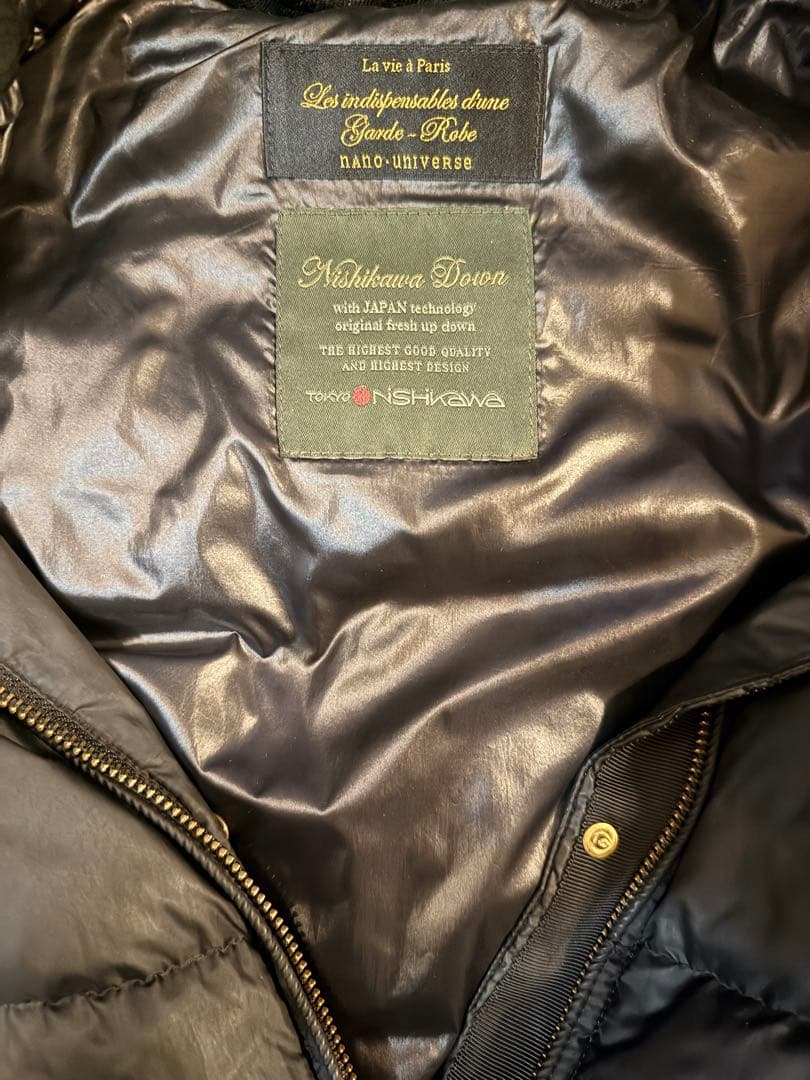 La vie à Paris
Les indispensables d'une
Garde-Robe
nano·universe
Nishikawa Down
with JAPAN technology
original fresh up down
THE HIGHEST GOOD QUALITY
AND HIGHEST DESIGN
TOKYO NiSHiKaWa